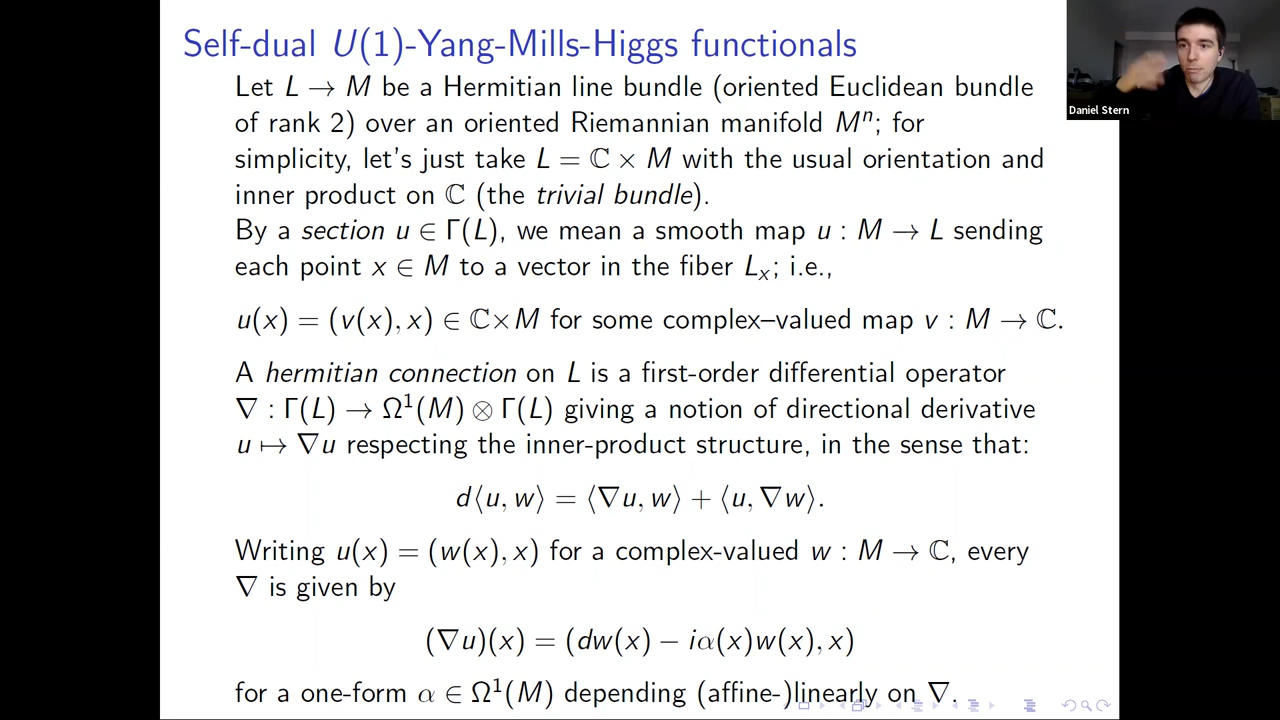 Self-dual U(1)-Yang-Mills-Higgs functionals
Let L → M be a Hermitian line bundle (oriented Euclidean bundle
of rank 2) over an oriented Riemannian manifold Mⁿ; for
simplicity, let's just take L = ℂ × M with the usual orientation and
inner product on ℂ (the trivial bundle).
By a section u ∈ Γ(L), we mean a smooth map u : M → L sending
each point x ∈ M to a vector in the fiber Lₓ; i.e.,
u(x) = (v(x), x) ∈ ℂ×M for some complex–valued map v : M → ℂ.
A hermitian connection on L is a first-order differential operator
∇ : Γ(L) → Ω¹(M) ⊗ Γ(L) giving a notion of directional derivative
u ↦ ∇u respecting the inner-product structure, in the sense that:
d⟨u, w⟩ = ⟨∇u, w⟩ + ⟨u, ∇w⟩.
Writing u(x) = (w(x), x) for a complex-valued w : M → ℂ, every
∇ is given by
(∇u)(x) = (dw(x) − iα(x)w(x), x)
for a one-form α ∈ Ω¹(M) depending (affine-)linearly on ∇.
Daniel Stern